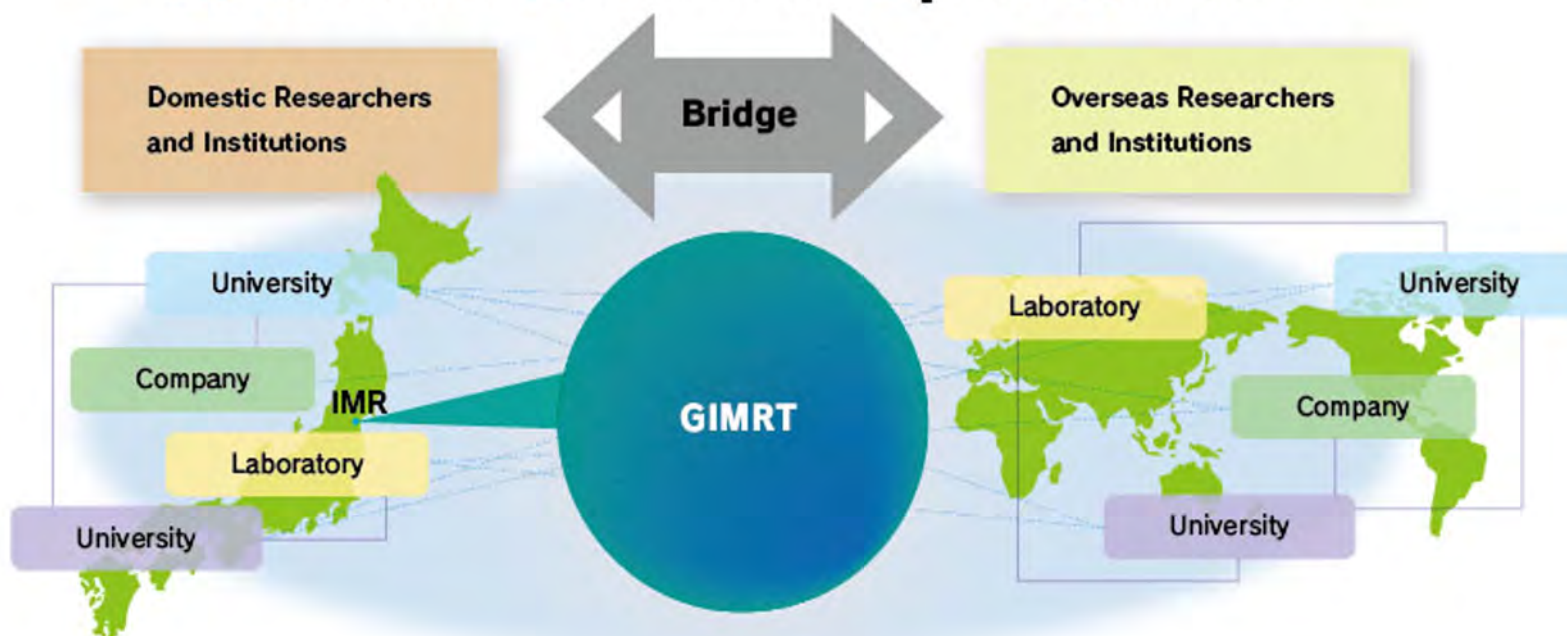 Domestic Researchers
and Institutions
Bridge
Overseas Researchers
and Institutions
University
Company
IMR
Laboratory
University
GIMRT
Laboratory
University
Company
University